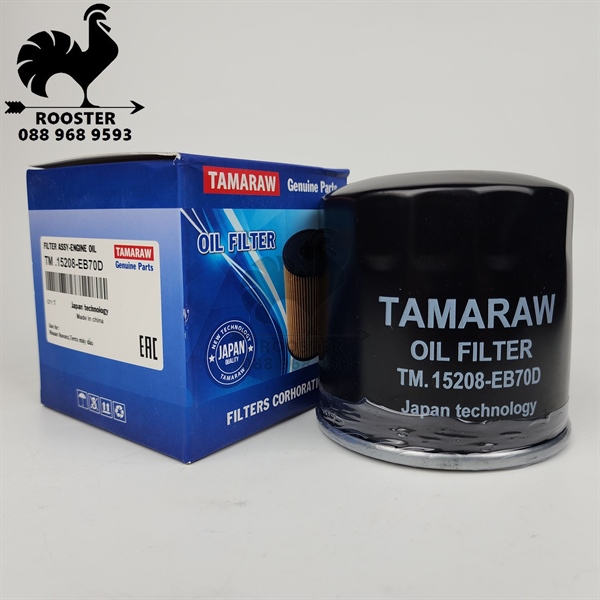 ROOSTER
088 968 9593
TAMARAW Genuine Parts
OIL FILTER
NEW TECHNOLOGY
JAPAN
QUALITY
TAMARAW
FILTERS CORHORATI
FILTER ASSY-ENGINE OIL
TM .15208-EB70D
TAMARAW
Genuine Parts
Japan technology
Made in china
EAC
TAMARAW
OIL FILTER
TM.15208-EB70D
Japan technology